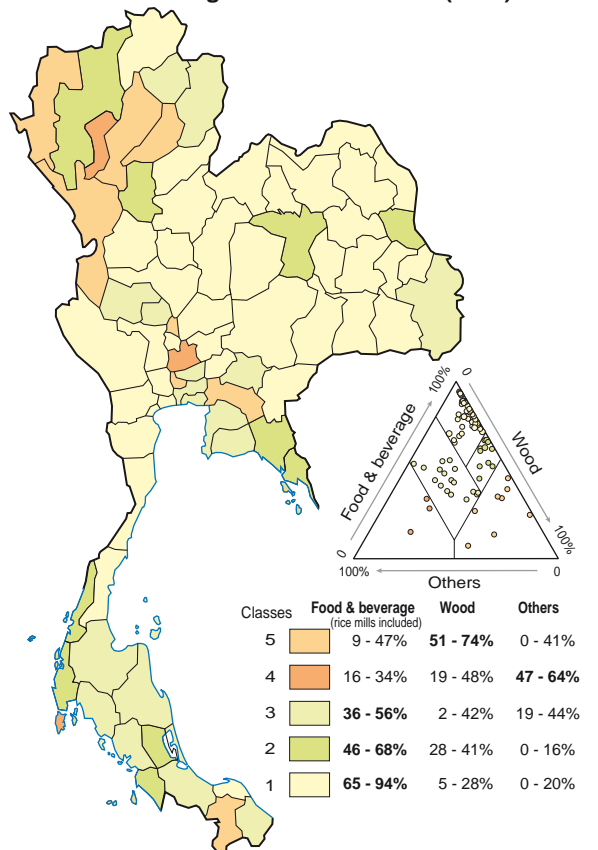 100%
0
Food & beverage
Wood
0
100%
100%
0
Others
Classes Food & beverage Wood Others
(rice mills included)
5 9 - 47% 51 - 74% 0 - 41%
4 16 - 34% 19 - 48% 47 - 64%
3 36 - 56% 2 - 42% 19 - 44%
2 46 - 68% 28 - 41% 0 - 16%
1 65 - 94% 5 - 28% 0 - 20%